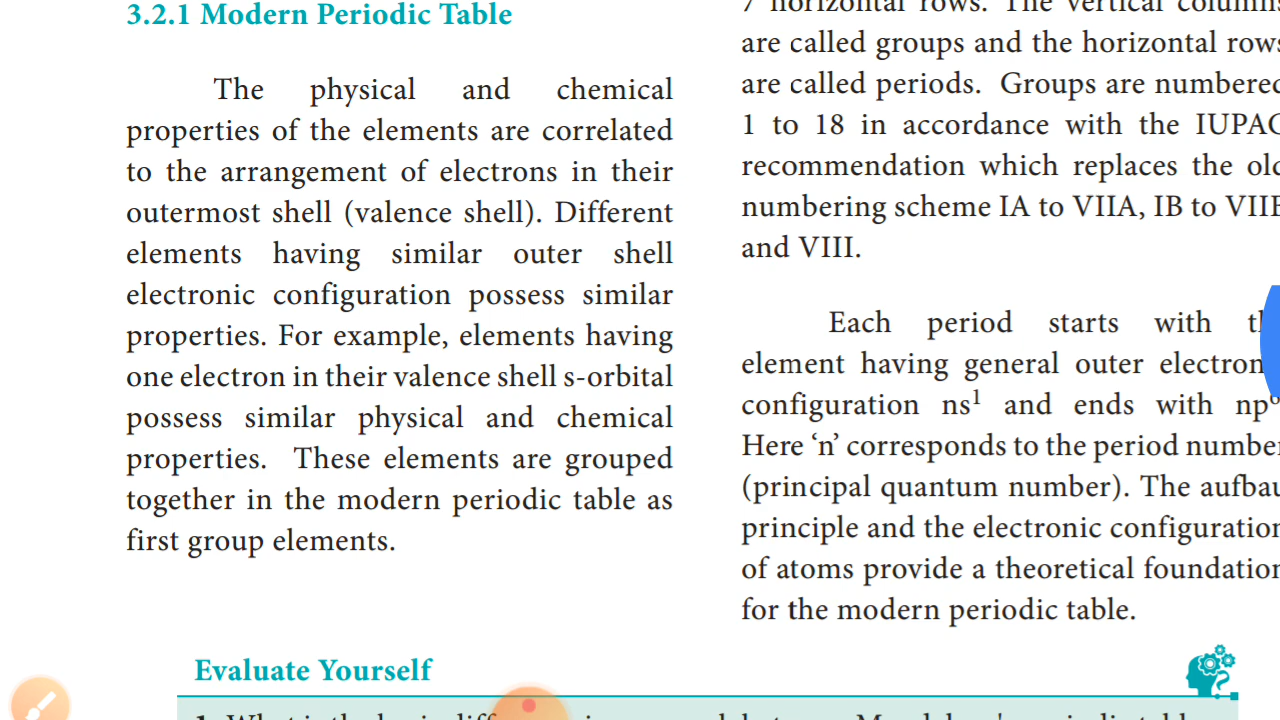 3.2.1 Modern Periodic Table
The physical and chemical
properties of the elements are correlated
to the arrangement of electrons in their
outermost shell (valence shell). Different
elements having similar outer shell
electronic configuration possess similar
properties. For example, elements having
one electron in their valence shell s-orbital
possess similar physical and chemical
properties. These elements are grouped
together in the modern periodic table as
first group elements.
7 horizontal rows. The vertical columns
are called groups and the horizontal rows
are called periods. Groups are numbered
1 to 18 in accordance with the IUPAC
recommendation which replaces the old
numbering scheme IA to VIIA, IB to VIIB
and VIII.
Each period starts with
element having general outer
configuration ns¹ and ends with np⁶
Here ‘n’ corresponds to the period number
(principal quantum number). The aufbau
principle and the electronic configuration
of atoms provide a theoretical foundation
for the modern periodic table.
Evaluate Yourself